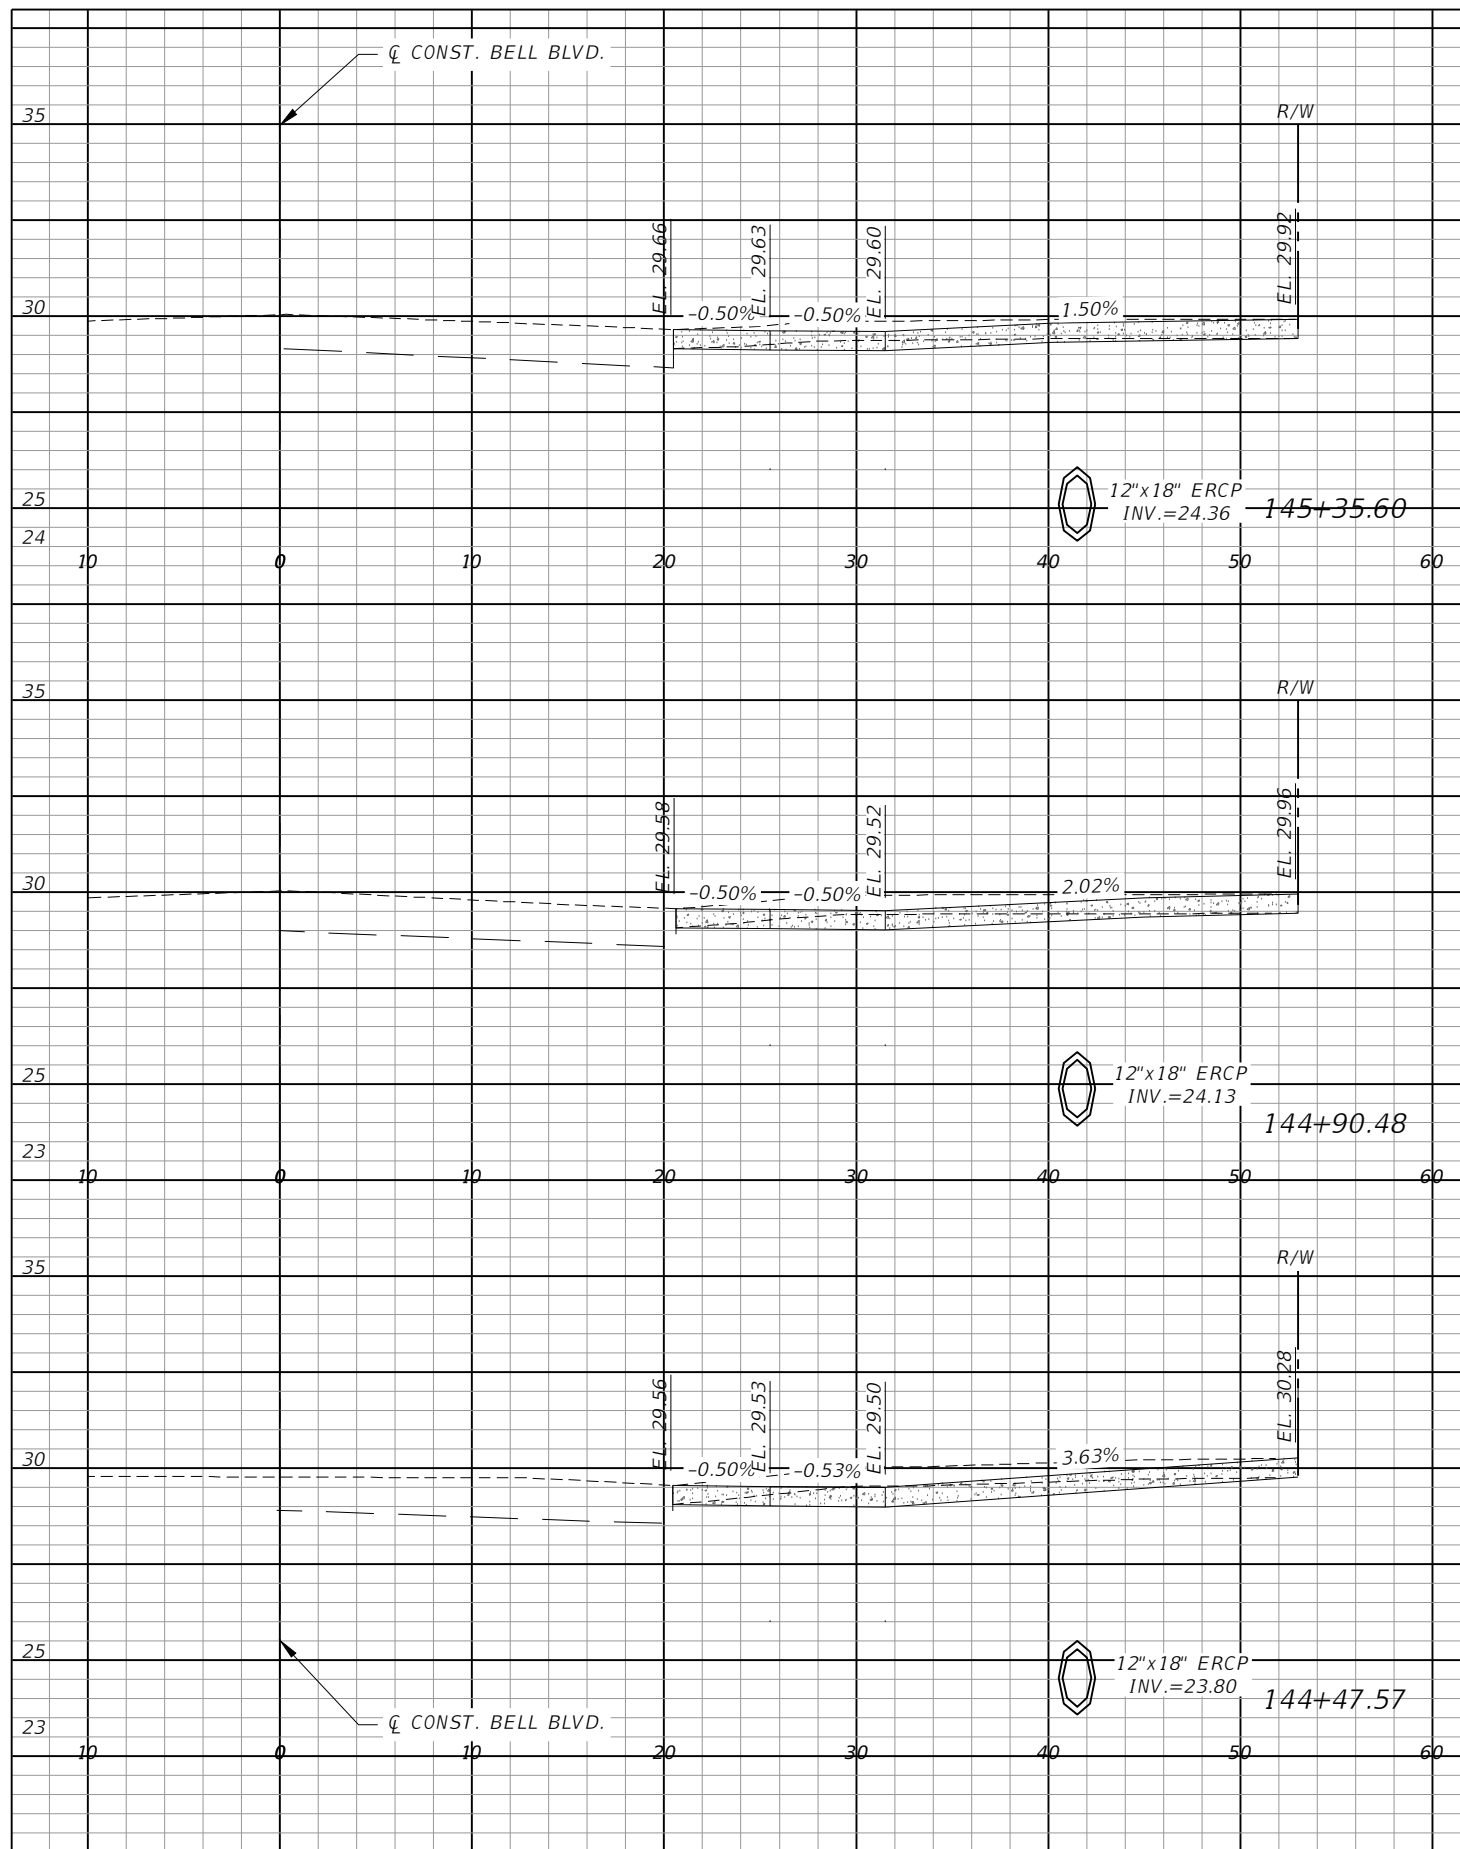 ℄ CONST. BELL BLVD.
35
R/W
EL. 29.66
EL. 29.63
EL. 29.60
EL. 29.92
30
-0.50%
-0.50%
1.50%
12"x18" ERCP
INV.=24.36
145+35.60
25
24
10
0
10
20
30
40
50
60
35
R/W
EL. 29.58
EL. 29.52
EL. 29.96
30
-0.50%
-0.50%
2.02%
25
12"x18" ERCP
INV.=24.13
144+90.48
23
10
0
10
20
30
40
50
60
35
R/W
EL. 29.56
EL. 29.53
EL. 29.50
EL. 30.28
30
-0.50%
-0.53%
3.63%
25
12"x18" ERCP
INV.=23.80
144+47.57
℄ CONST. BELL BLVD.
23
10
0
10
20
30
40
50
60